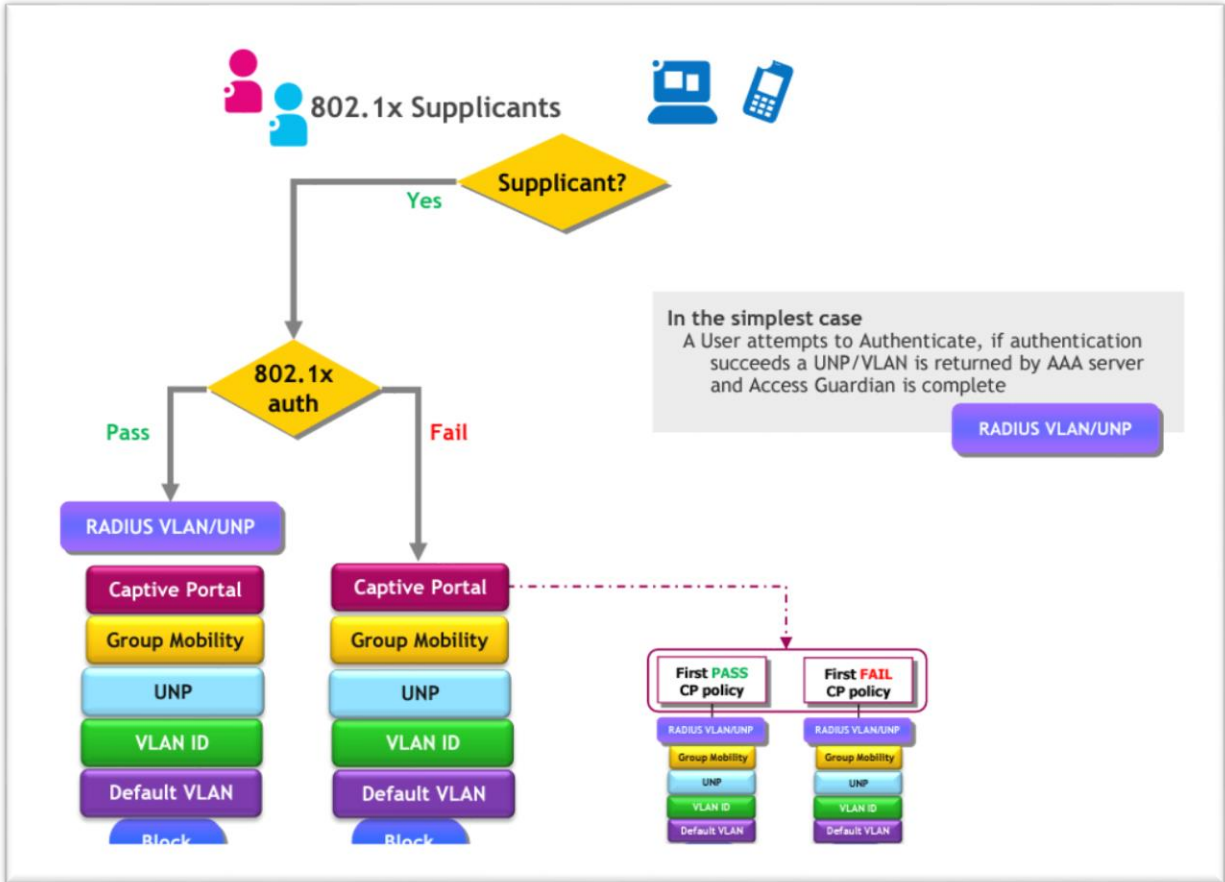 802.1x Supplicants
Supplicant?
Yes
In the simplest case
A User attempts to Authenticate, if authentication
succeeds a UNP/VLAN is returned by AAA server
and Access Guardian is complete
RADIUS VLAN/UNP
802.1x
auth
Pass
Fail
RADIUS VLAN/UNP
Captive Portal
Group Mobility
UNP
VLAN ID
Default VLAN
Block
Captive Portal
Group Mobility
UNP
VLAN ID
Default VLAN
Block
First PASS
CP policy
RADIUS VLAN/UNP
Group Mobility
UNP
VLAN ID
Default VLAN
First FAIL
CP policy
RADIUS VLAN/UNP
Group Mobility
UNP
VLAN ID
Default VLAN